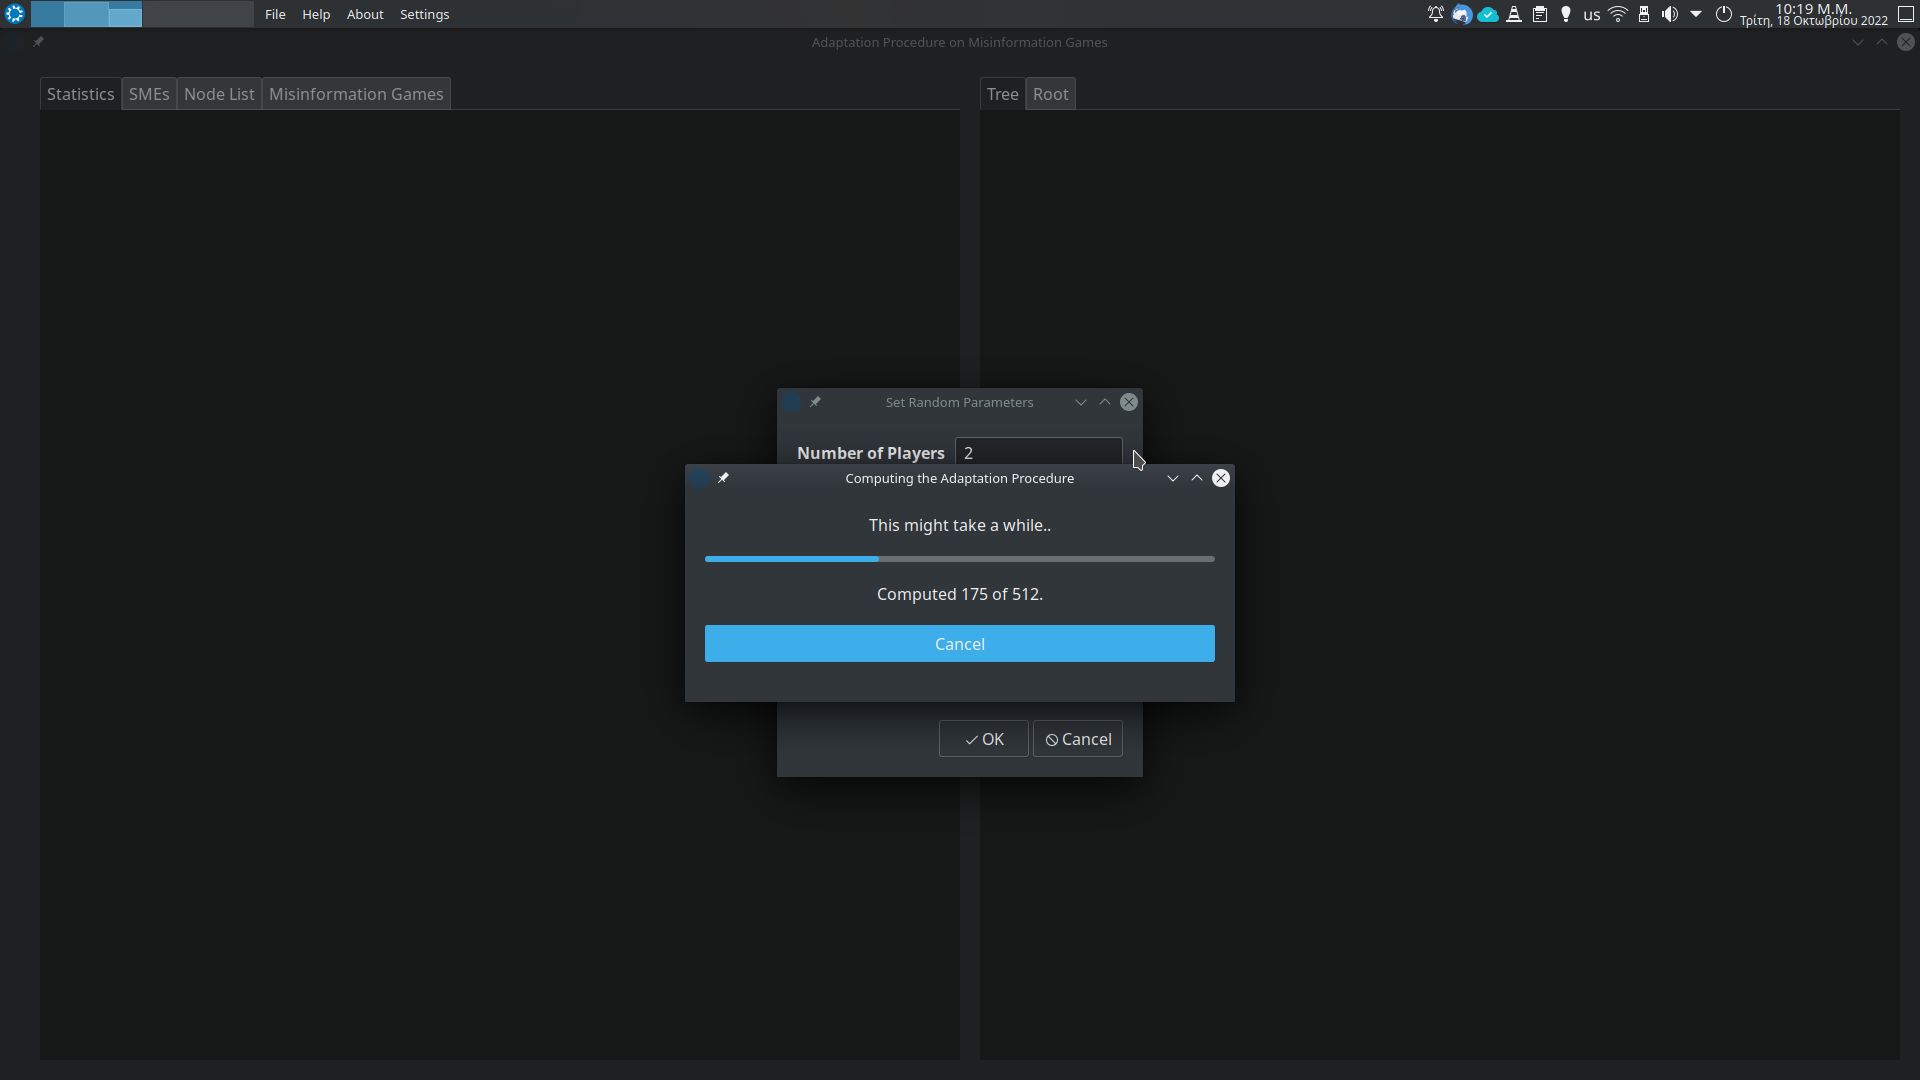 File Help About Settings
us
10:19 Μ.Μ.
Τρίτη, 18 Οκτωβρίου 2022
Adaptation Procedure on Misinformation Games
Statistics SMEs Node List Misinformation Games
Tree Root
Set Random Parameters
Number of Players 2
Computing the Adaptation Procedure
This might take a while..
Computed 175 of 512.
Cancel
OK Cancel